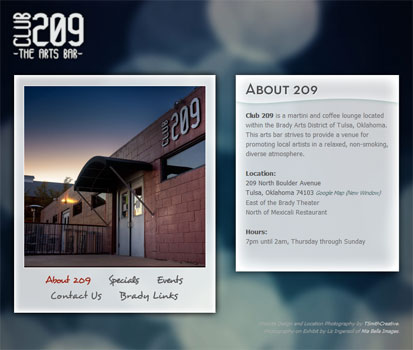 CLUB 209
-THE ARTS BAR-
CLUB 209
About 209 Specials Events
Contact Us Brady Links
ABOUT 209
Club 209 is a martini and coffee lounge located
within the Brady Arts District of Tulsa, Oklahoma.
This arts bar strives to provide a venue for
promoting local artists in a relaxed, non-smoking,
diverse atmosphere.
Location:
209 North Boulder Avenue
Tulsa, Oklahoma 74103 Google Map (New Window)
East of the Brady Theater
North of Mexicali Restaurant
Hours:
7pm until 2am, Thursday through Sunday
Website Design and Location Photography by
Photography on Exhibit by Liz Ingersoll of Ma Belle Images